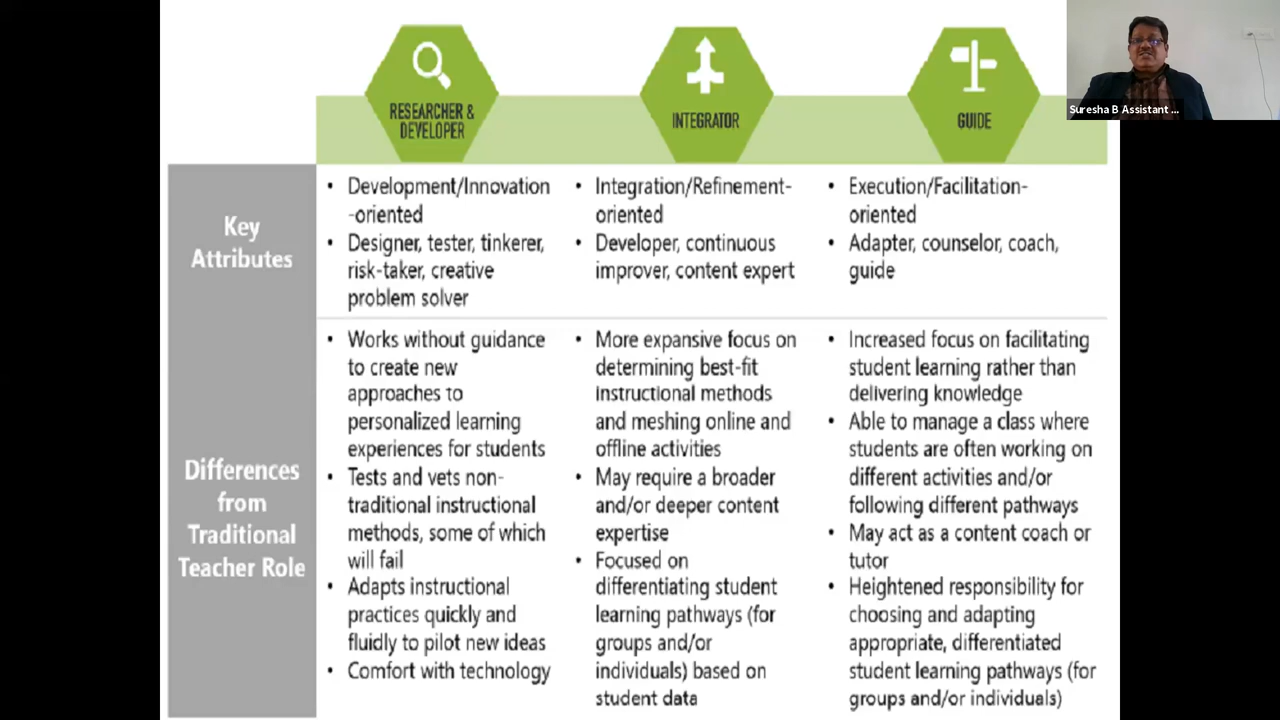 RESEARCHER &
DEVELOPER
INTEGRATOR
GUIDE
Suresha B Assistant ...
Key
Attributes
• Development/Innovation
-oriented
• Designer, tester, tinkerer,
risk-taker, creative
problem solver
• Integration/Refinement-
oriented
• Developer, continuous
improver, content expert
• Execution/Facilitation-
oriented
• Adapter, counselor, coach,
guide
Differences
from
Traditional
Teacher Role
• Works without guidance
to create new
approaches to
personalized learning
experiences for students
• Tests and vets non-
traditional instructional
methods, some of which
will fail
• Adapts instructional
practices quickly and
fluidly to pilot new ideas
• Comfort with technology
• More expansive focus on
determining best-fit
instructional methods
and meshing online and
offline activities
• May require a broader
and/or deeper content
expertise
• Focused on
differentiating student
learning pathways (for
groups and/or
individuals) based on
student data
• Increased focus on facilitating
student learning rather than
delivering knowledge
• Able to manage a class where
students are often working on
different activities and/or
following different pathways
• May act as a content coach or
tutor
• Heightened responsibility for
choosing and adapting
appropriate, differentiated
student learning pathways (for
groups and/or individuals)